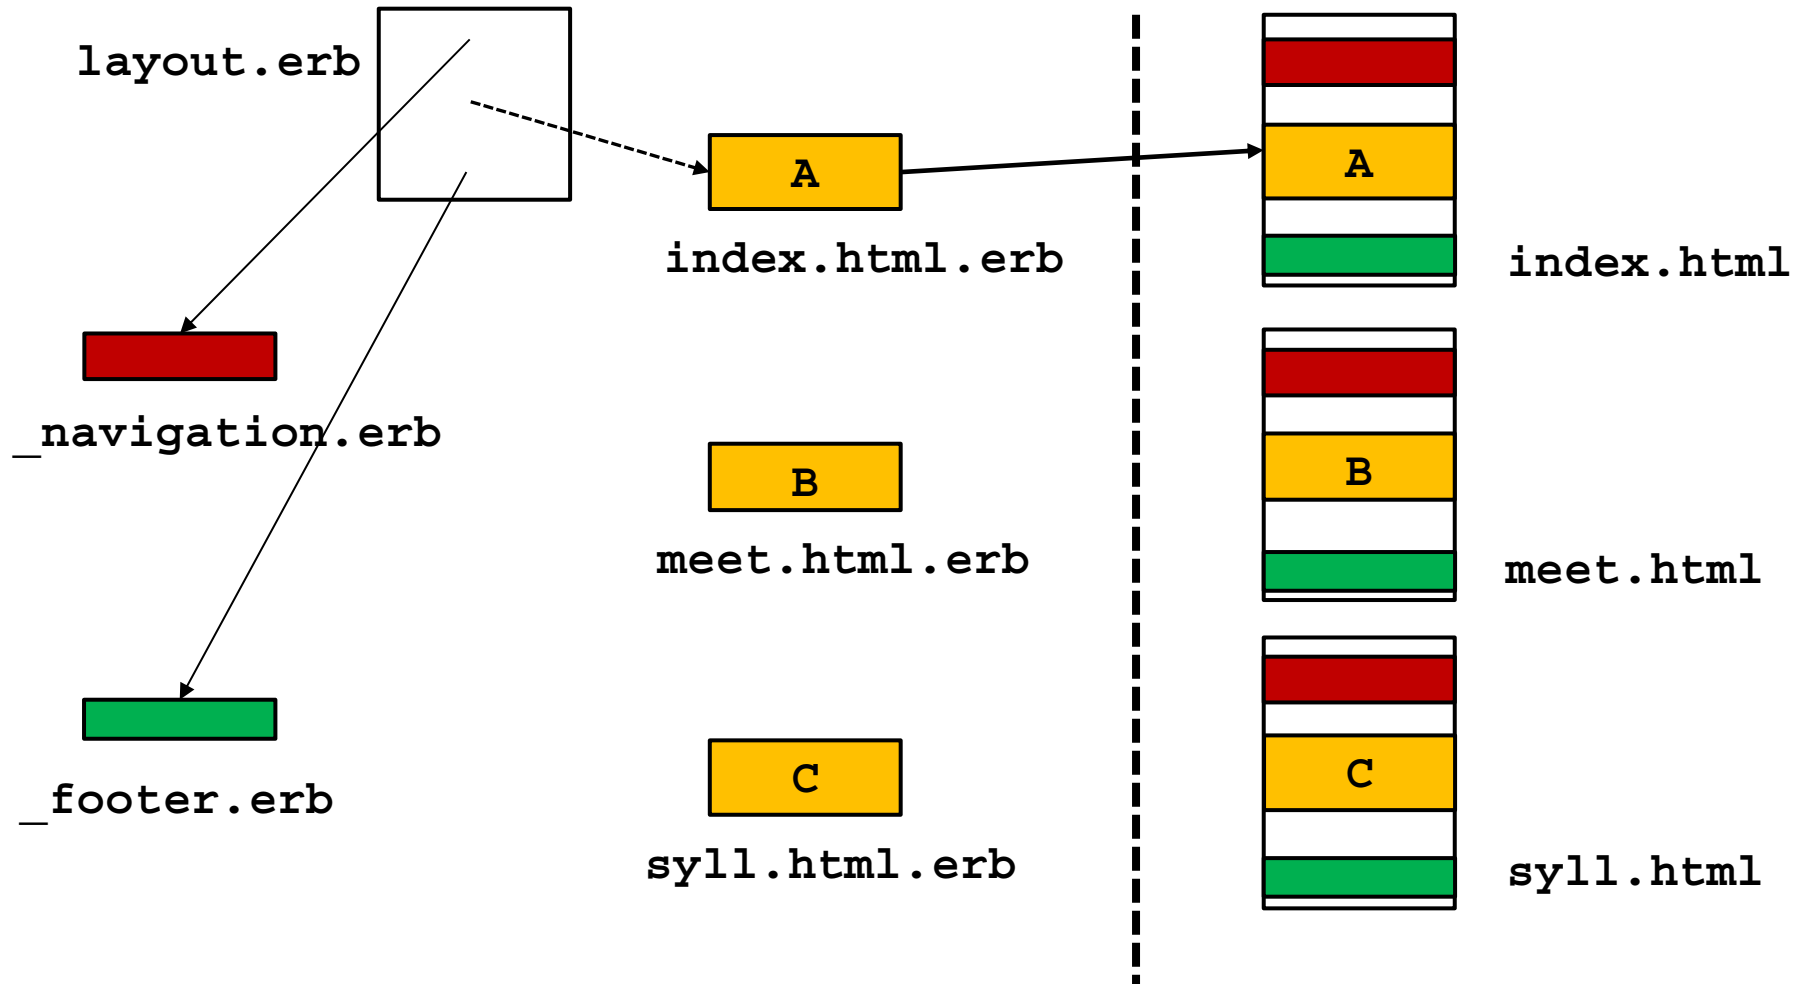 layout.erb
A
A
index.html.erb
index.html
_navigation.erb
B
B
meet.html.erb
meet.html
_footer.erb
C
C
syll.html.erb
syll.html